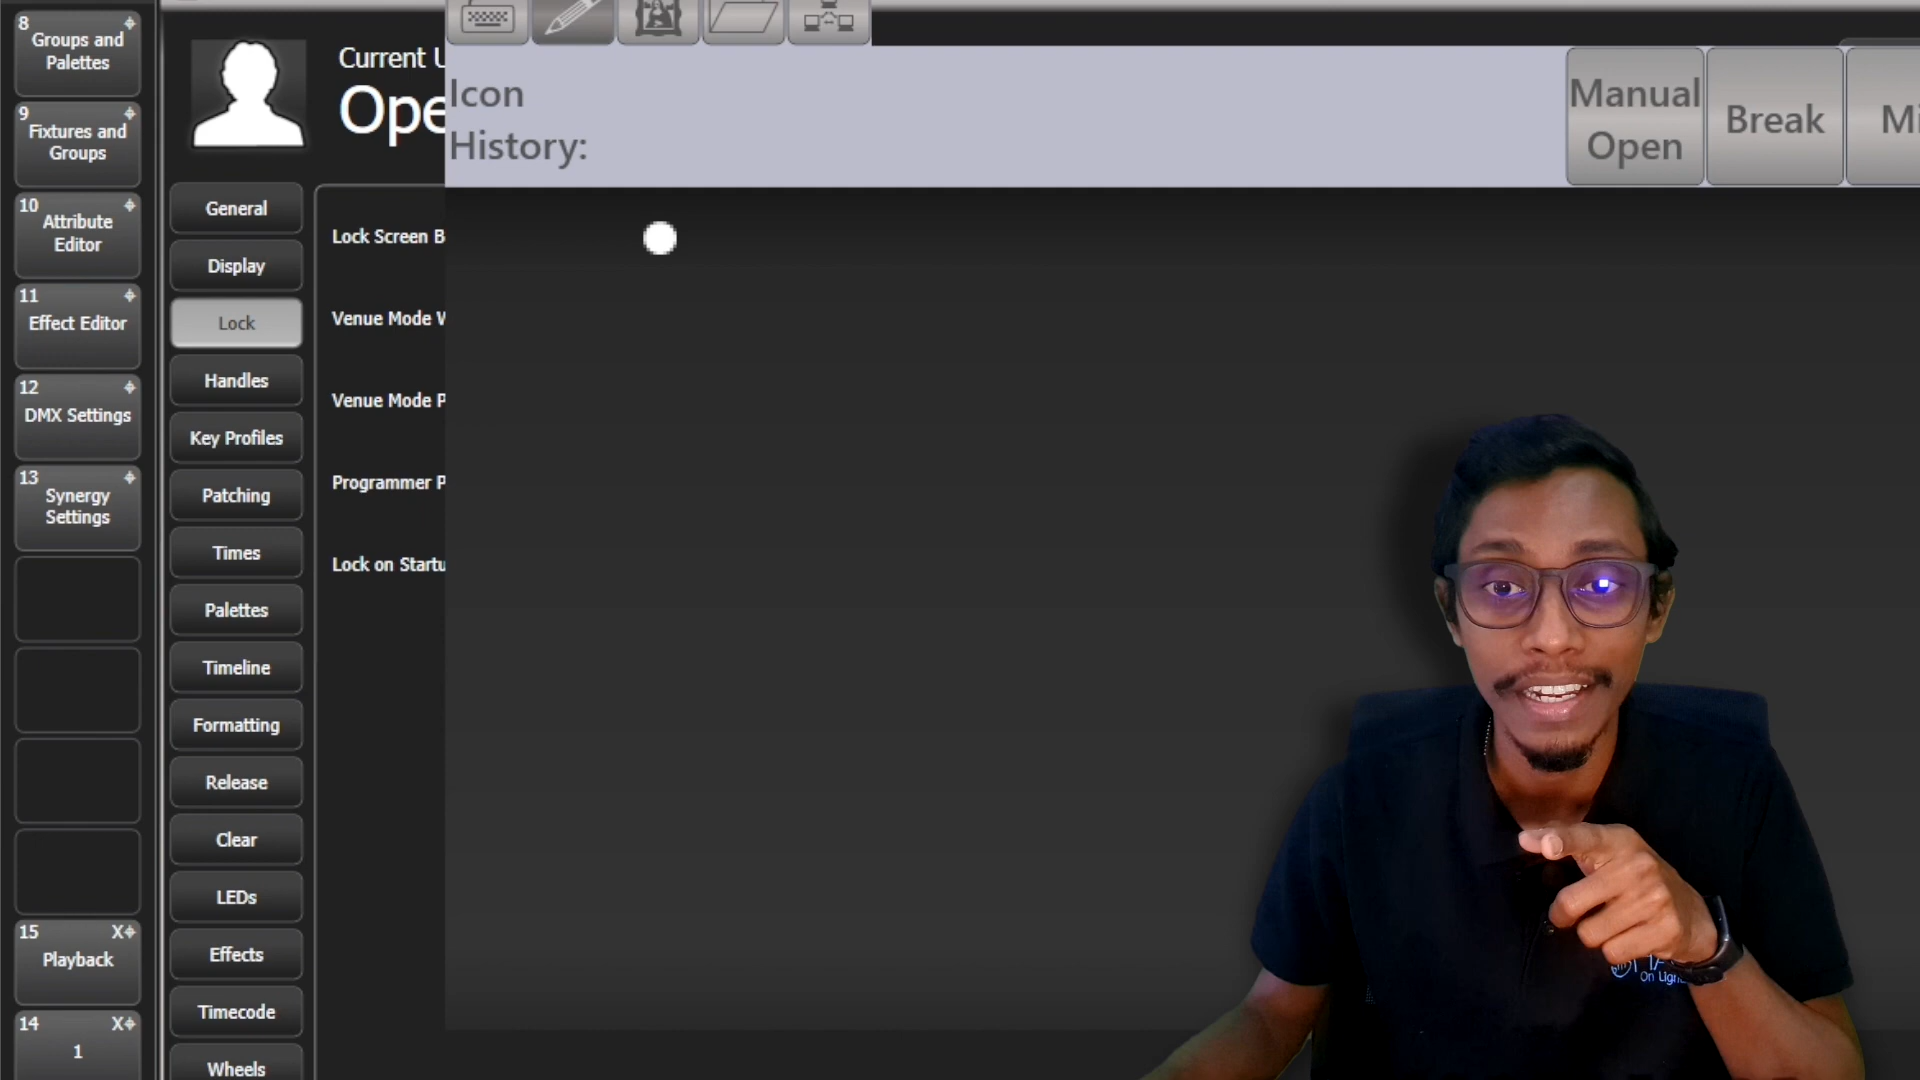 8
Groups and
Palettes
9
Fixtures and
Groups
10
Attribute
Editor
11
Effect Editor
12
DMX Settings
13
Synergy
Settings
15 X
Playback
14 X
1
Current U
Ope
General
Display
Lock
Handles
Key Profiles
Patching
Times
Palettes
Timeline
Formatting
Release
Clear
LEDs
Effects
Timecode
Wheels
Lock Screen B
Venue Mode W
Venue Mode P
Programmer P
Lock on Startu
Icon
History:
Manual
Open
Break
Mi
On Ligh